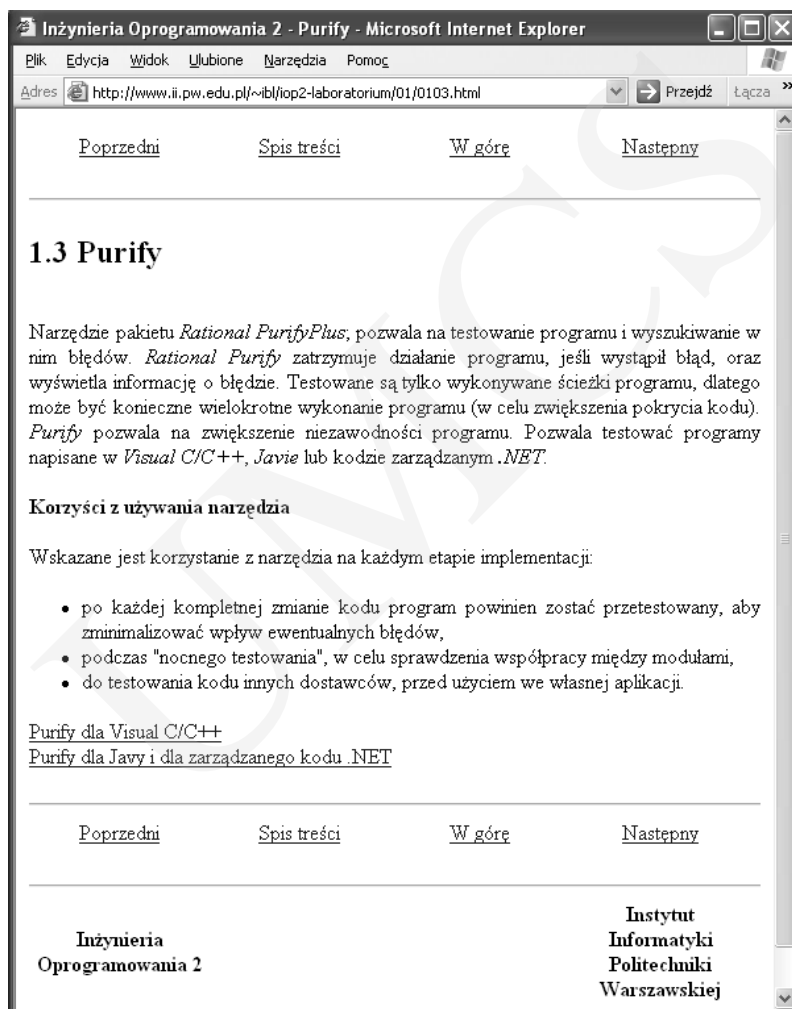 Inżynieria Oprogramowania 2 - Purify - Microsoft Internet Explorer
Plik Edycja Widok Ulubione Narzędzia Pomoc
Adres http://www.ii.pw.edu.pl/~ibl/iop2-laboratorium/01/0103.html Przejdź Łącza »
Poprzedni Spis treści W górę Następny
1.3 Purify
Narzędzie pakietu Rational PurifyPlus; pozwala na testowanie programu i wyszukiwanie w
nim błędów. Rational Purify zatrzymuje działanie programu, jeśli wystąpił błąd, oraz
wyświetla informację o błędzie. Testowane są tylko wykonywane ścieżki programu, dlatego
może być konieczne wielokrotne wykonanie programu (w celu zwiększenia pokrycia kodu).
Purify pozwala na zwiększenie niezawodności programu. Pozwala testować programy
napisane w Visual C/C++, Javie lub kodzie zarządzanym .NET.
Korzyści z używania narzędzia
Wskazane jest korzystanie z narzędzia na każdym etapie implementacji:
• po każdej kompletnej zmianie kodu program powinien zostać przetestowany, aby
zminimalizować wpływ ewentualnych błędów,
• podczas "nocnego testowania", w celu sprawdzenia współpracy między modułami,
• do testowania kodu innych dostawców, przed użyciem we własnej aplikacji.
Purify dla Visual C/C++
Purify dla Javy i dla zarządzanego kodu .NET
Poprzedni Spis treści W górę Następny
Inżynieria
Oprogramowania 2
Instytut
Informatyki
Politechniki
Warszawskiej
UMCS